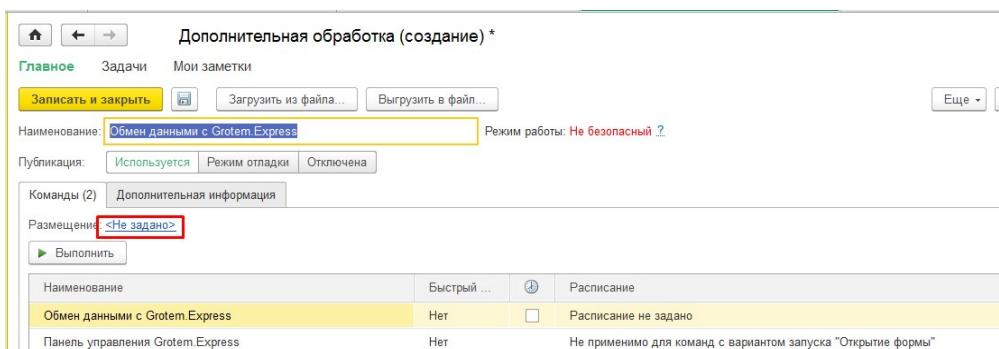 Дополнительная обработка (создание) *
Главное Задачи Мои заметки
Записать и закрыть Загрузить из файла... Выгрузить в файл... Еще
Наименование: Обмен данными с Grotem.Express Режим работы: Не безопасный ?
Публикация: Используется Режим отладки Отключена
Команды (2) Дополнительная информация
Размещение: <Не задано>
Выполнить
Наименование Быстрый ... Расписание
Обмен данными с Grotem.Express Нет Расписание не задано
Панель управления Grotem.Express Нет Не применимо для команд с вариантом запуска "Открытие формы"